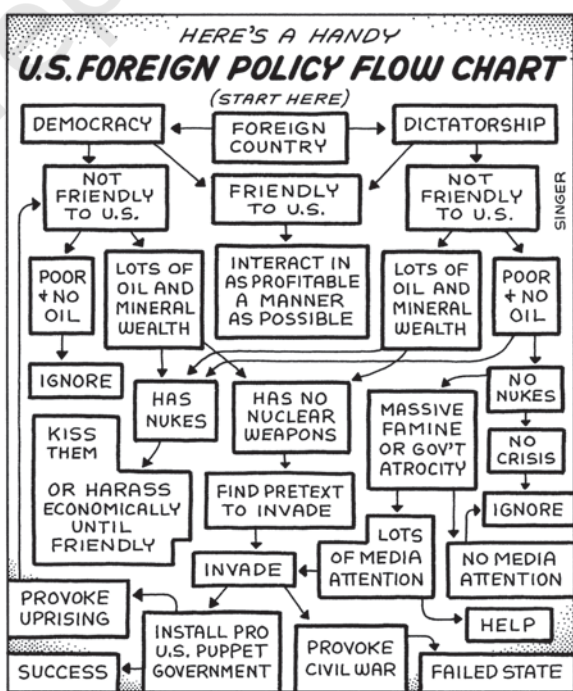 HERE'S A HANDY
U.S. FOREIGN POLICY FLOW CHART
(START HERE)
DEMOCRACY
FOREIGN
COUNTRY
DICTATORSHIP
NOT
FRIENDLY
TO U.S.
FRIENDLY
TO U.S.
NOT
FRIENDLY
TO U.S.
SINGER
POOR
+ NO
OIL
LOTS OF
OIL AND
MINERAL
WEALTH
INTERACT IN
AS PROFITABLE
A MANNER
AS POSSIBLE
LOTS OF
OIL AND
MINERAL
WEALTH
POOR
+ NO
OIL
IGNORE
HAS
NUKES
HAS NO
NUCLEAR
WEAPONS
MASSIVE
FAMINE
OR GOV'T
ATROCITY
NO
NUKES
NO
CRISIS
KISS
THEM
OR HARASS
ECONOMICALLY
UNTIL
FRIENDLY
FIND PRETEXT
TO INVADE
IGNORE
INVADE
LOTS
OF MEDIA
ATTENTION
NO MEDIA
ATTENTION
PROVOKE
UPRISING
INSTALL PRO
U.S. PUPPET
GOVERNMENT
PROVOKE
CIVIL WAR
HELP
SUCCESS
FAILED STATE